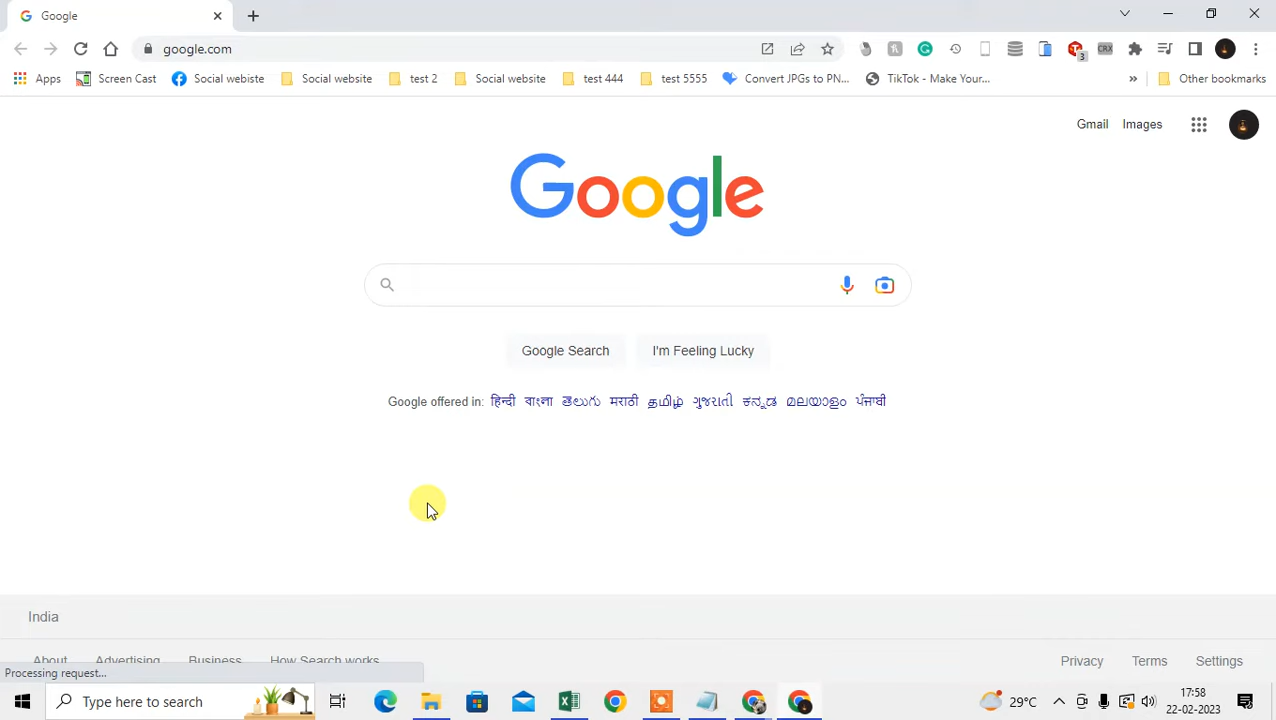 Google
google.com
3
CRX
Apps Screen Cast Social webiste Social website test 2 Social website test 444 test 5555 Convert JPGs to PN... TikTok - Make Your... » Other bookmarks
Gmail Images
Google
Google Search I'm Feeling Lucky
Google offered in: हिन्दी বাংলা తెలుగు मराठी தமிழ் ગુજરાતી ಕನ್ನಡ മലയാളം ਪੰਜਾਬੀ
India
About Advertising Business How Search works Privacy Terms Settings
Processing request...
Type here to search 29°C 17:58
22-02-2023